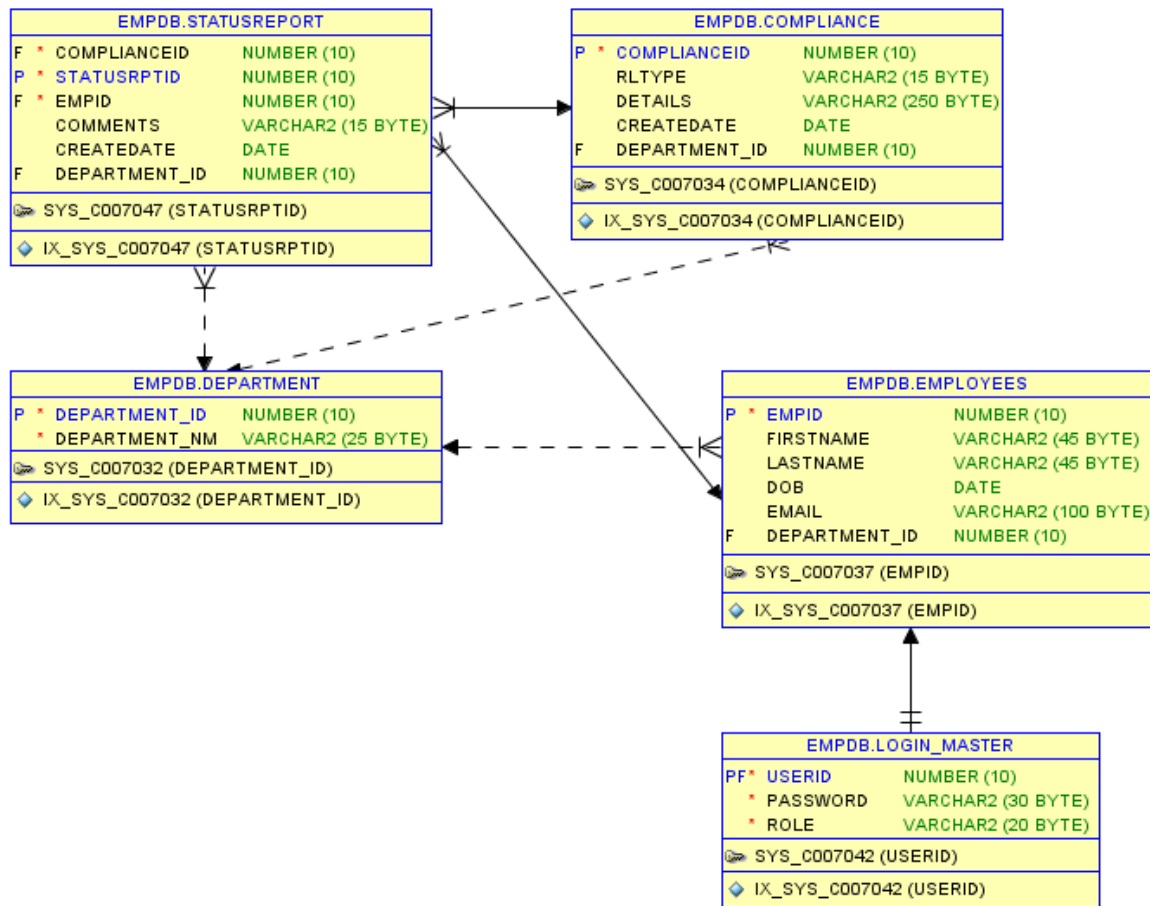 EMPDB.STATUSREPORT
F * COMPLIANCEID NUMBER (10)
P * STATUSRPTID NUMBER (10)
F * EMPID NUMBER (10)
COMMENTS VARCHAR2 (15 BYTE)
CREATEDATE DATE
F DEPARTMENT_ID NUMBER (10)
SYS_C007047 (STATUSRPTID)
IX_SYS_C007047 (STATUSRPTID)
EMPDB.COMPLIANCE
P * COMPLIANCEID NUMBER (10)
RLTYPE VARCHAR2 (15 BYTE)
DETAILS VARCHAR2 (250 BYTE)
CREATEDATE DATE
F DEPARTMENT_ID NUMBER (10)
SYS_C007034 (COMPLIANCEID)
IX_SYS_C007034 (COMPLIANCEID)
EMPDB.DEPARTMENT
P * DEPARTMENT_ID NUMBER (10)
* DEPARTMENT_NM VARCHAR2 (25 BYTE)
SYS_C007032 (DEPARTMENT_ID)
IX_SYS_C007032 (DEPARTMENT_ID)
EMPDB.EMPLOYEES
P * EMPID NUMBER (10)
FIRSTNAME VARCHAR2 (45 BYTE)
LASTNAME VARCHAR2 (45 BYTE)
DOB DATE
EMAIL VARCHAR2 (100 BYTE)
F DEPARTMENT_ID NUMBER (10)
SYS_C007037 (EMPID)
IX_SYS_C007037 (EMPID)
EMPDB.LOGIN_MASTER
PF* USERID NUMBER (10)
* PASSWORD VARCHAR2 (30 BYTE)
* ROLE VARCHAR2 (20 BYTE)
SYS_C007042 (USERID)
IX_SYS_C007042 (USERID)